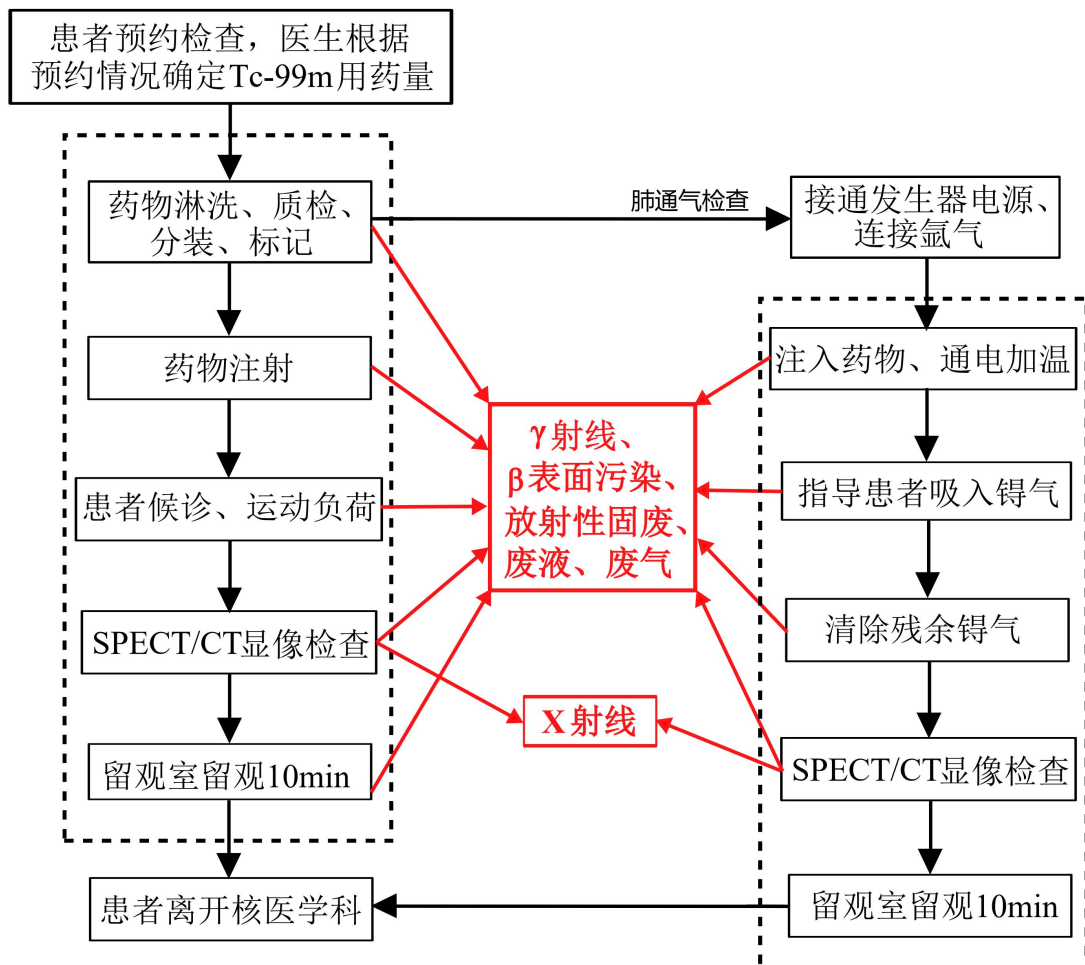 患者预约检查，医生根据
预约情况确定Tc-99m用药量
药物淋洗、质检、
分装、标记
肺通气检查
接通发生器电源、
连接氩气
药物注射
注入药物、通电加温
γ射线、
β表面污染、
放射性固废、
废液、废气
患者候诊、运动负荷
指导患者吸入锝气
SPECT/CT显像检查
清除残余锝气
X射线
留观室留观10min
SPECT/CT显像检查
患者离开核医学科
留观室留观10min